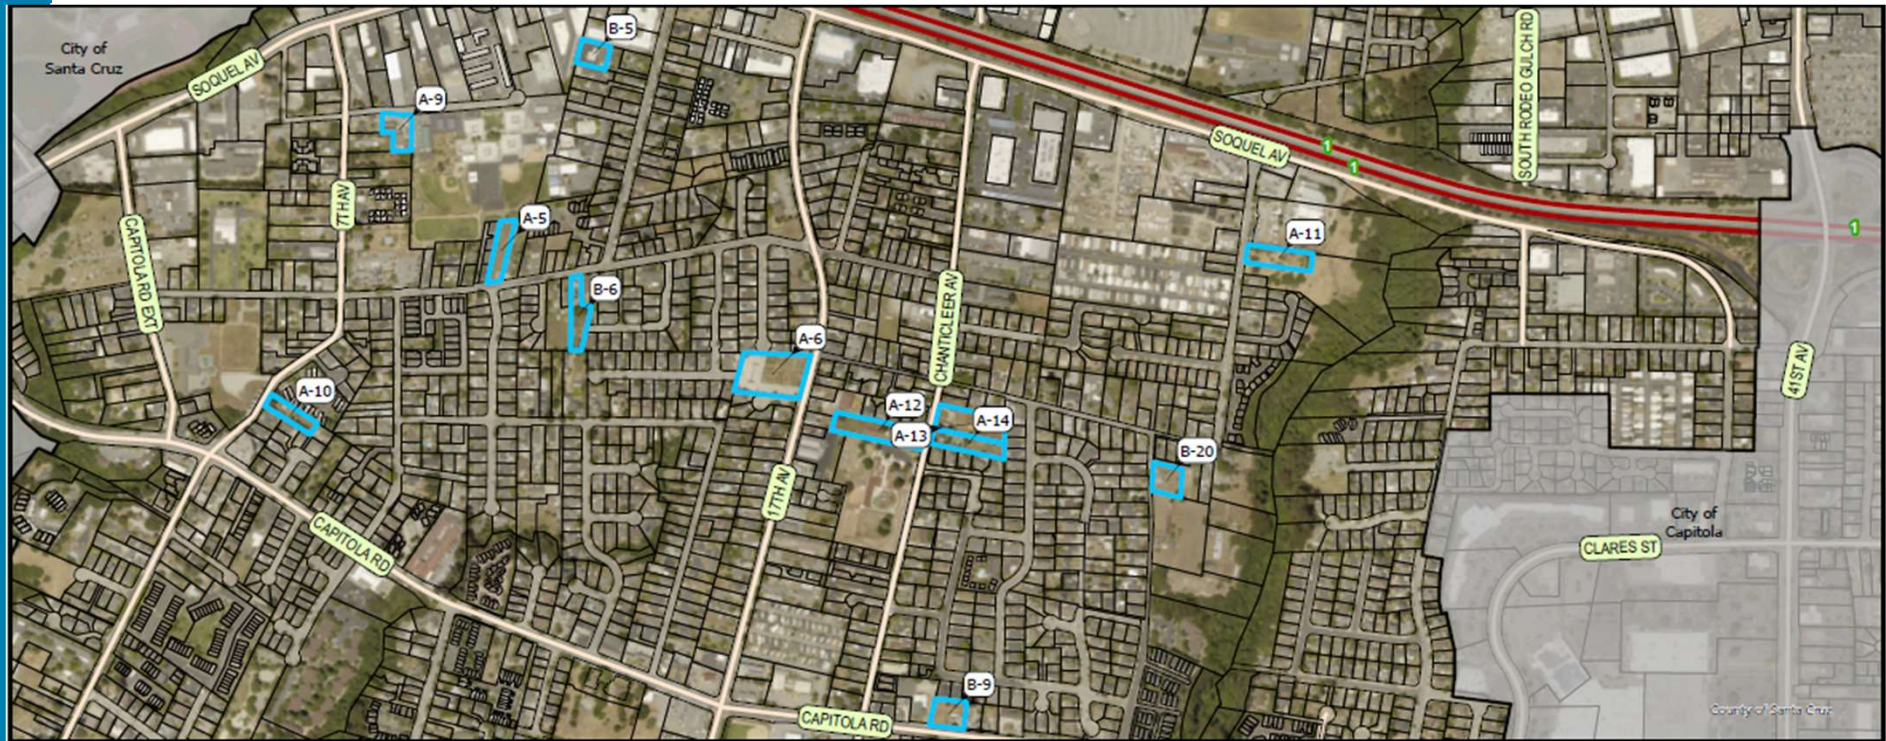 City of
Santa Cruz
SOQUEL AV
B-5
SOUTH RODEO GULCH RD
A-9
SOQUEL AV
1
1
7TH AV
CAPITOLA RD EXT
A-5
A-11
1
B-6
CHANTICLEER AV
A-6
41ST AV
A-10
A-12
A-14
A-13
B-20
17TH AV
CAPITOLA RD
City of
Capitola
CLARES ST
B-9
CAPITOLA RD
County of Santa Cruz